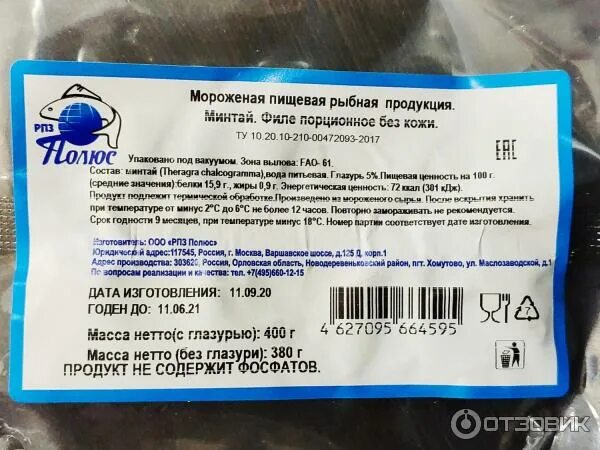 РПЗ
Полюс
Мороженая пищевая рыбная продукция.
Минтай. Филе порционное без кожи.
ТУ 10.20.10-210-00472093-2017
EAC
Упаковано под вакуумом. Зона вылова: FAO- 61.
Состав: минтай (Theragra chalcogramma),вода питьевая. Глазурь 5%.Пищевая ценность на 100 г.
(средние значения):белки 15,9 г., жиры 0,9 г. Энергетическая ценность: 72 ккал (301 кДж).
Продукт подлежит термической обработке.Произведено из мороженого сырья. После вскрытия хранить
при температуре от минус 2°С до 6°С не более 12 часов. Повторно замораживать не рекомендуется.
Срок годности 9 месяцев, при температуре минус 18°С. Номер партии соответствует дате изготовления.
Изготовитель: ООО «РПЗ Полюс»
Юридический адрес:117545, Россия, г. Москва, Варшавское шоссе, д.125 Д, корп.1
Адрес производства: 303620, Россия, Орловская область, Новодеревеньковский район, пгт. Хомутово, ул. Маслозаводской, д.1
По вопросам реализации и качества: тел. +7(495)660-12-15
ДАТА ИЗГОТОВЛЕНИЯ: 11.09.20
ГОДЕН ДО: 11.06.21
Масса нетто(с глазурью): 400 г
Масса нетто (без глазури): 380 г
ПРОДУКТ НЕ СОДЕРЖИТ ФОСФАТОВ.
4 627095 664595
7
ОТЗОВИК